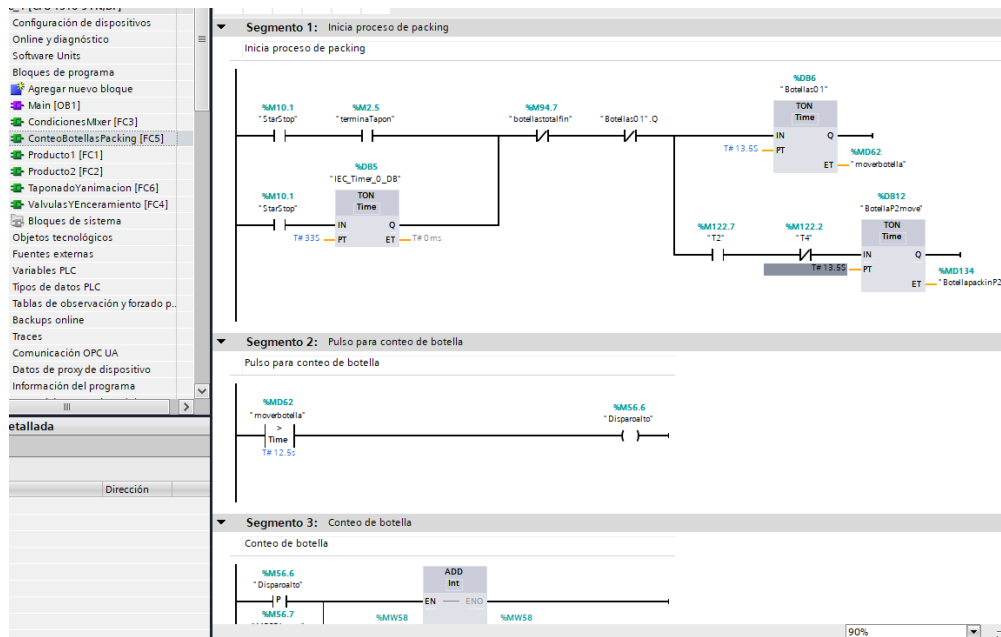 Configuración de dispositivos
Online y diagnóstico
Software Units
Bloques de programa
Agregar nuevo bloque
Main [OB1]
CondicionesMIxer [FC3]
ConteoBotellasPacking [FC5]
Producto1 [FC1]
Producto2 [FC2]
TaponadoYanimacion [FC6]
ValvulasYEnceramiento [FC4]
Bloques de sistema
Objetos tecnológicos
Fuentes externas
Variables PLC
Tipos de datos PLC
Tablas de observación y forzado p..
Backups online
Traces
Comunicación OPC UA
Datos de proxy de dispositivo
Información del programa
etallada
Dirección
Segmento 1: Inicia proceso de packing
Inicia proceso de packing
%DB6
"Botellas01"
%M10.1 %M2.5 %M94.7 TON
"StarStop" "terminaTapon" "botellastotalfin" "Botellas01".Q Time
IN Q
T# 13.5S PT %MD62
ET "moverbotella"
%DB5
"IEC_Timer_0_DB"
%DB12
"BotellaP2move"
%M10.1 TON
"StarStop" Time
%M122.7 %M122.2 TON
"T2" "T4" Time
IN Q
T# 33S PT ET T# 0ms
IN Q
T# 13.5S PT %MD134
ET "BotellapackinP2
Segmento 2: Pulso para conteo de botella
Pulso para conteo de botella
%MD62 %M56.6
"moverbotella" "Disparoalto"
>
Time
T# 12.5s
Segmento 3: Conteo de botella
Conteo de botella
%M56.6 ADD
"Disparoalto" Int
P EN ENO
%M56.7 %MW58 %MW58
90%